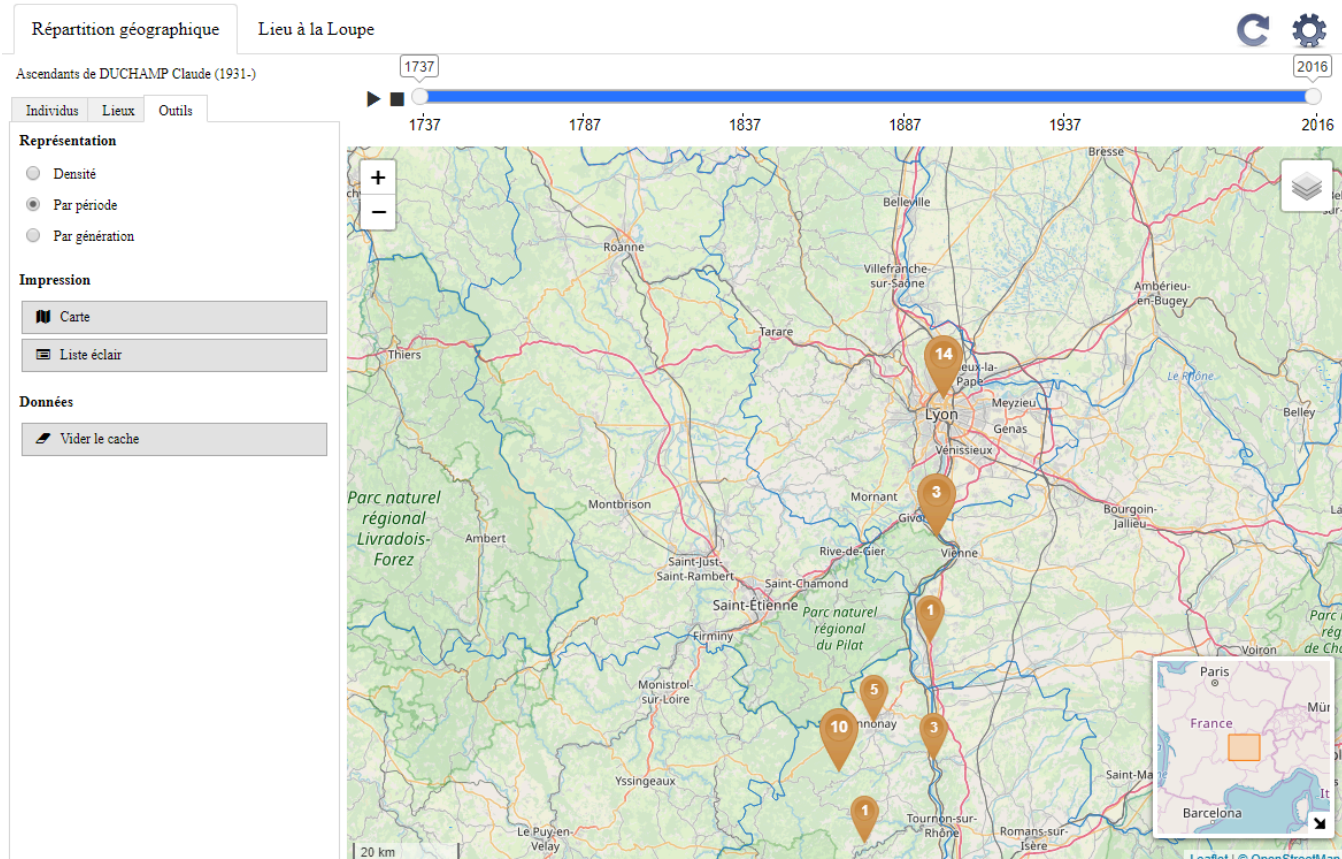 Répartition géographique
Lieu à la Loupe
Ascendants de DUCHAMP Claude (1931-)
1737
2016
Individus
Lieux
Outils
1737
1787
1837
1887
1937
2016
Représentation
Densité
Par période
Par génération
Impression
Carte
Liste éclair
Données
Vider le cache
+
−
Bresse
Belleville
Roanne
Villefranche-
sur-Saône
Ambérieu-
en-Bugey
Tarare
Thiers
14
Pape
Le Rhône
Meyzieu
Lyon
Belley
Genas
Vénissieux
Parc naturel
régional
Livradois-
Forez
Montbrison
Mornant
3
Bourgoin-
Jallieu
Ambert
Rive-de-Gier
Vienne
Saint-Just-
Saint-Rambert
Saint-Chamond
Saint-Étienne
Parc naturel
régional
du Pilat
1
Firminy
Voiron
Monistrol-
sur-Loire
5
10
3
Yssingeaux
1
Tournon-sur-
Rhône
Romans-sur-
Isère
Le Puy-en-
Velay
20 km
Paris
France
Barcelona
Leaflet | © OpenStreetMap